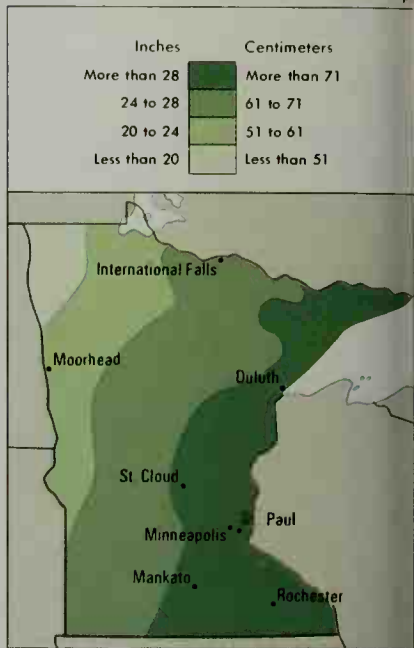 Inches Centimeters
More than 28 More than 71
24 to 28 61 to 71
20 to 24 51 to 61
Less than 20 Less than 51
International Falls
Moorhead
Duluth
St. Cloud
Paul
Minneapolis
Mankato
Rochester